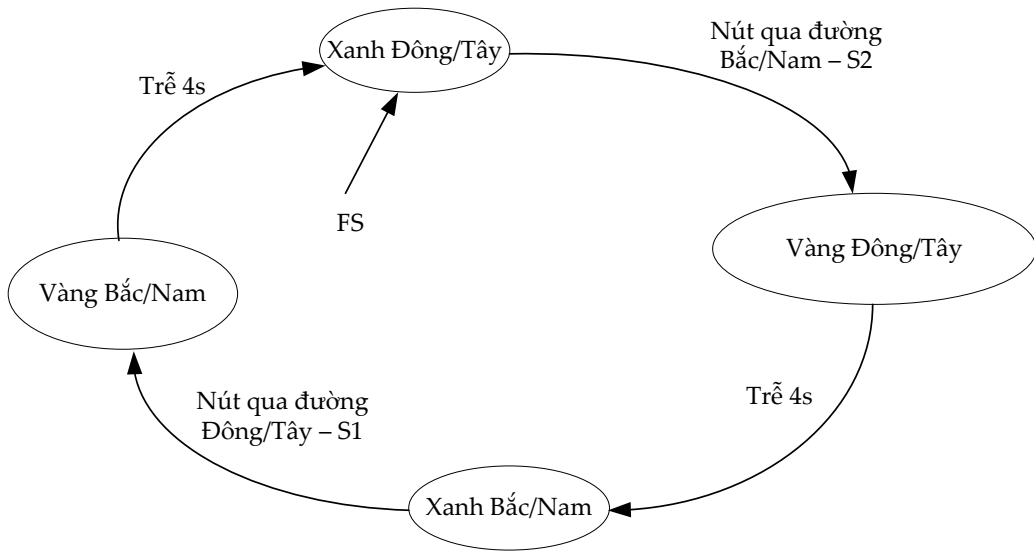 Xanh Đông/Tây
Nút qua đường
Bắc/Nam – S2
Trễ 4s
FS
Vàng Đông/Tây
Vàng Bắc/Nam
Trễ 4s
Nút qua đường
Đông/Tây – S1
Xanh Bắc/Nam